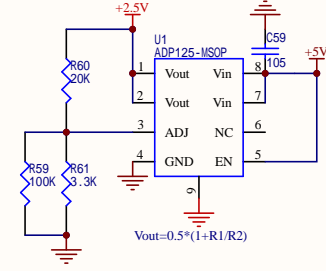 +2.5V
U1
ADP125-MSOP
C59
105
+5V
R60
20K
1 Vout Vin 8
2 Vout Vin 7
3 ADJ NC 6
4 GND EN 5
9
R59
100K
R61
3.3K
Vout=0.5*(1+R1/R2)